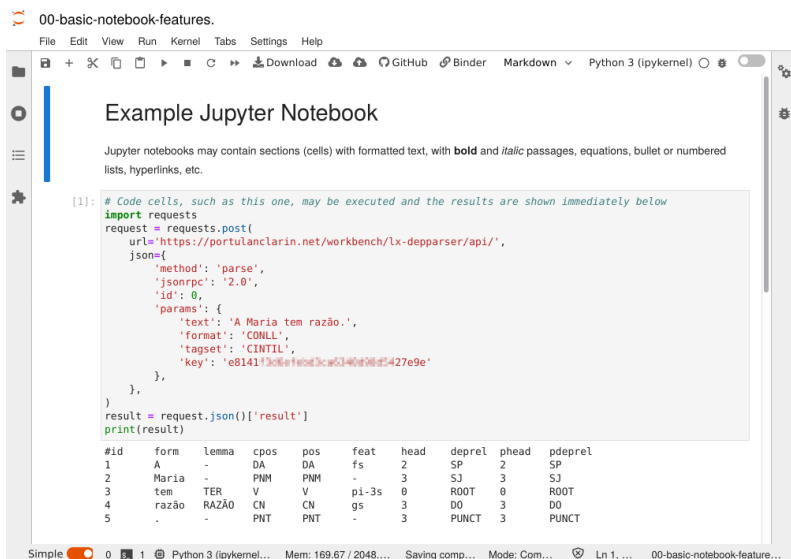 00-basic-notebook-features.
File Edit View Run Kernel Tabs Settings Help
Download GitHub Binder Markdown Python 3 (ipykernel)
Example Jupyter Notebook
Jupyter notebooks may contain sections (cells) with formatted text, with bold and italic passages, equations, bullet or numbered
lists, hyperlinks, etc.
[1]: # Code cells, such as this one, may be executed and the results are shown immediately below
import requests
request = requests.post(
url='https://portulanclarin.net/workbench/lx-depparser/api/',
json={
'method': 'parse',
'jsonrpc': '2.0',
'id': 0,
'params': {
'text': 'A Maria tem razão.',
'format': 'CONLL',
'tagset': 'CINTIL',
'key': 'e8141 427e9e'
},
},
)
result = request.json()['result']
print(result)
#id form lemma cpos pos feat head deprel phead pdeprel
1 A - DA DA fs 2 SP 2 SP
2 Maria - PNM PNM - 3 SJ 3 SJ
3 tem TER V V pi-3s 0 ROOT 0 ROOT
4 razão RAZÃO CN CN gs 3 DO 3 DO
5 . - PNT PNT - 3 PUNCT 3 PUNCT
Simple 0 1 Python 3 (ipykernel... Mem: 169.67 / 2048.... Saving comp... Mode: Com... Ln 1, ... 00-basic-notebook-feature...